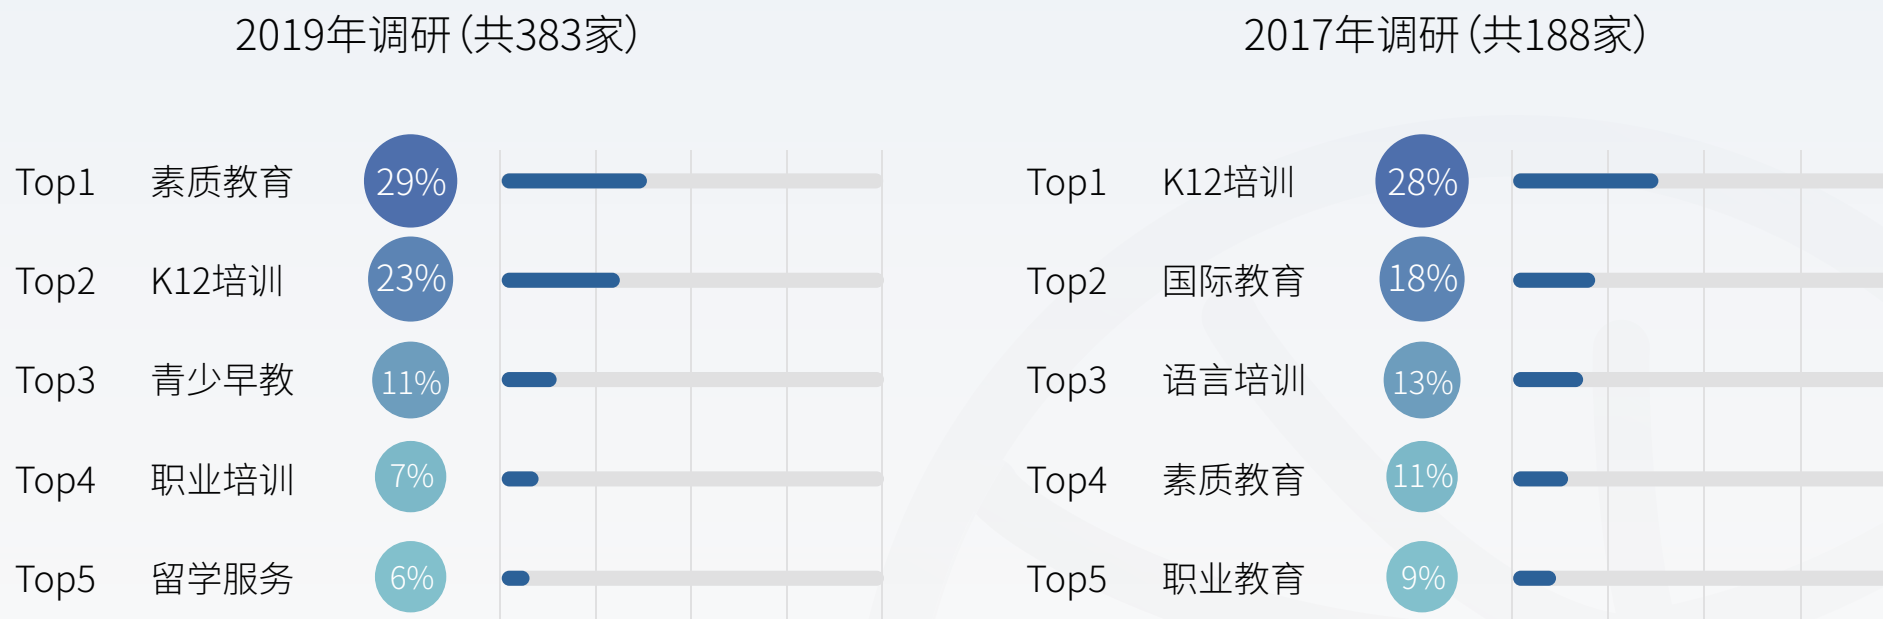 2019年调研（共383家）
Top1 素质教育 29%
Top2 K12培训 23%
Top3 青少早教 11%
Top4 职业培训 7%
Top5 留学服务 6%
2017年调研（共188家）
Top1 K12培训 28%
Top2 国际教育 18%
Top3 语言培训 13%
Top4 素质教育 11%
Top5 职业教育 9%